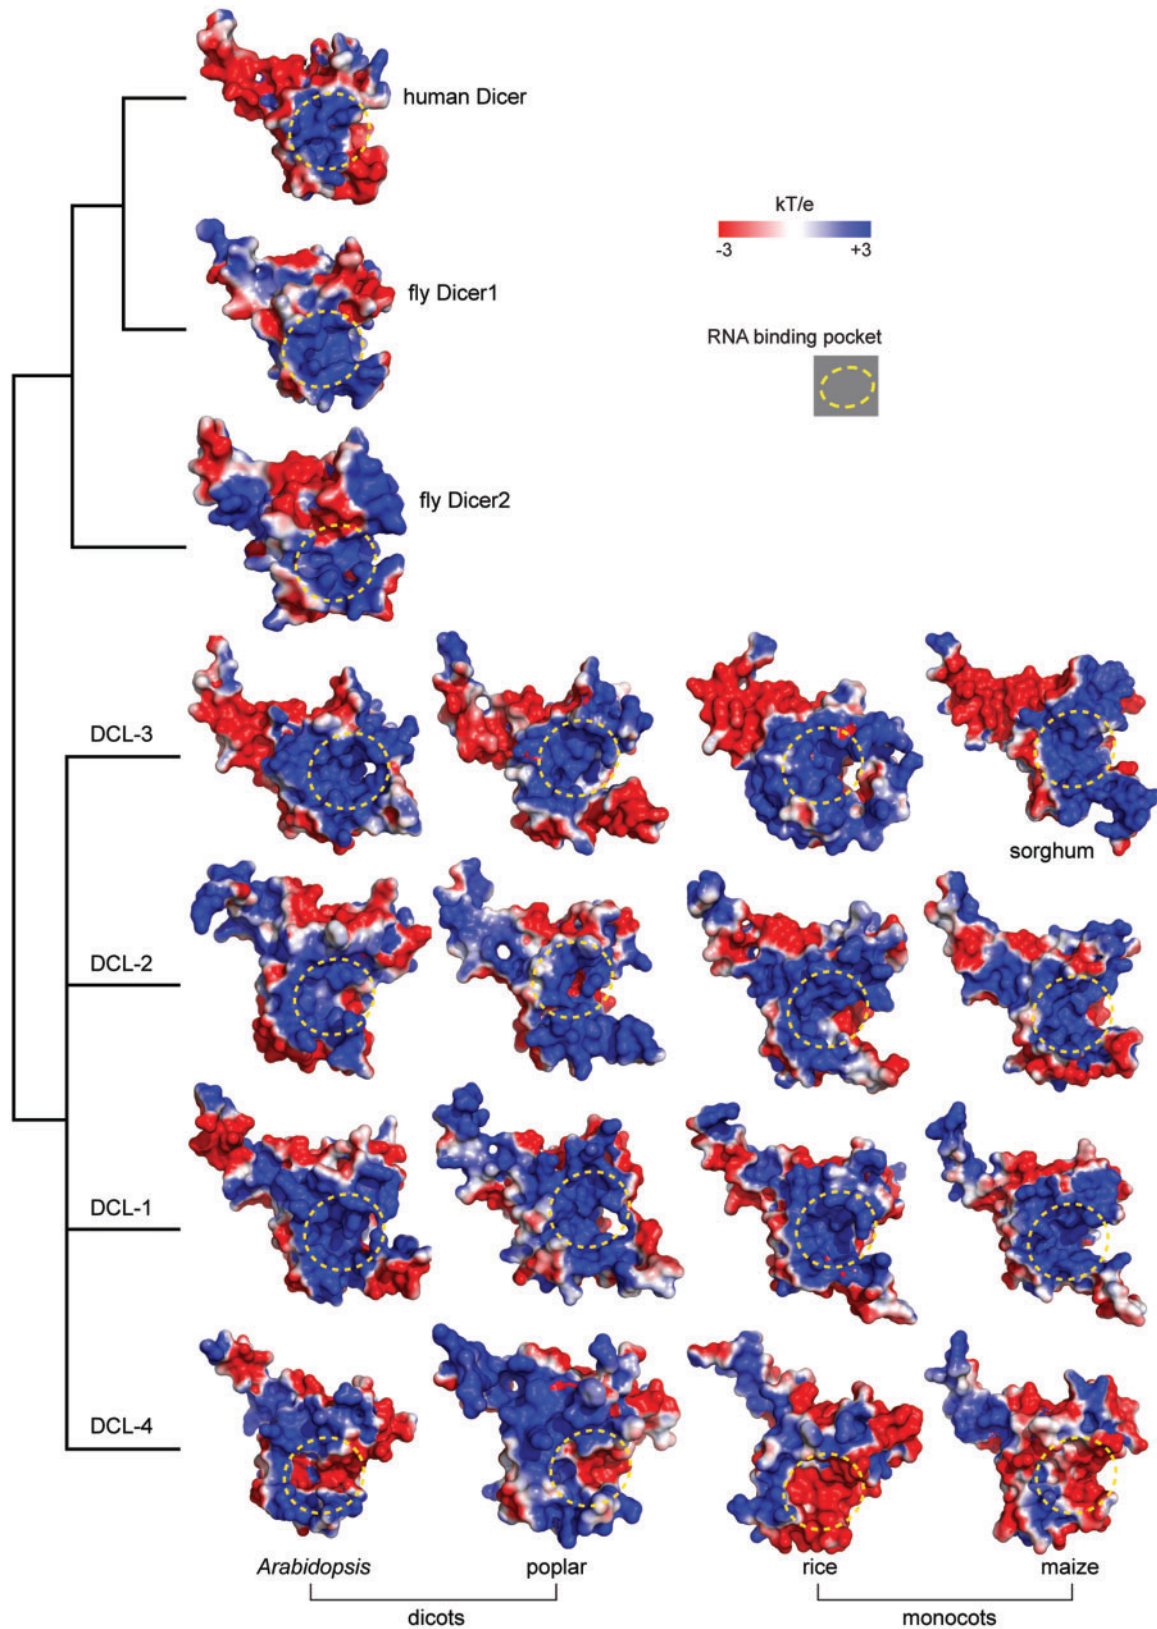 human Dicer
kT/e
-3 +3
fly Dicer1
RNA binding pocket
fly Dicer2
DCL-3
sorghum
DCL-2
DCL-1
DCL-4
Arabidopsis poplar rice maize
dicots monocots